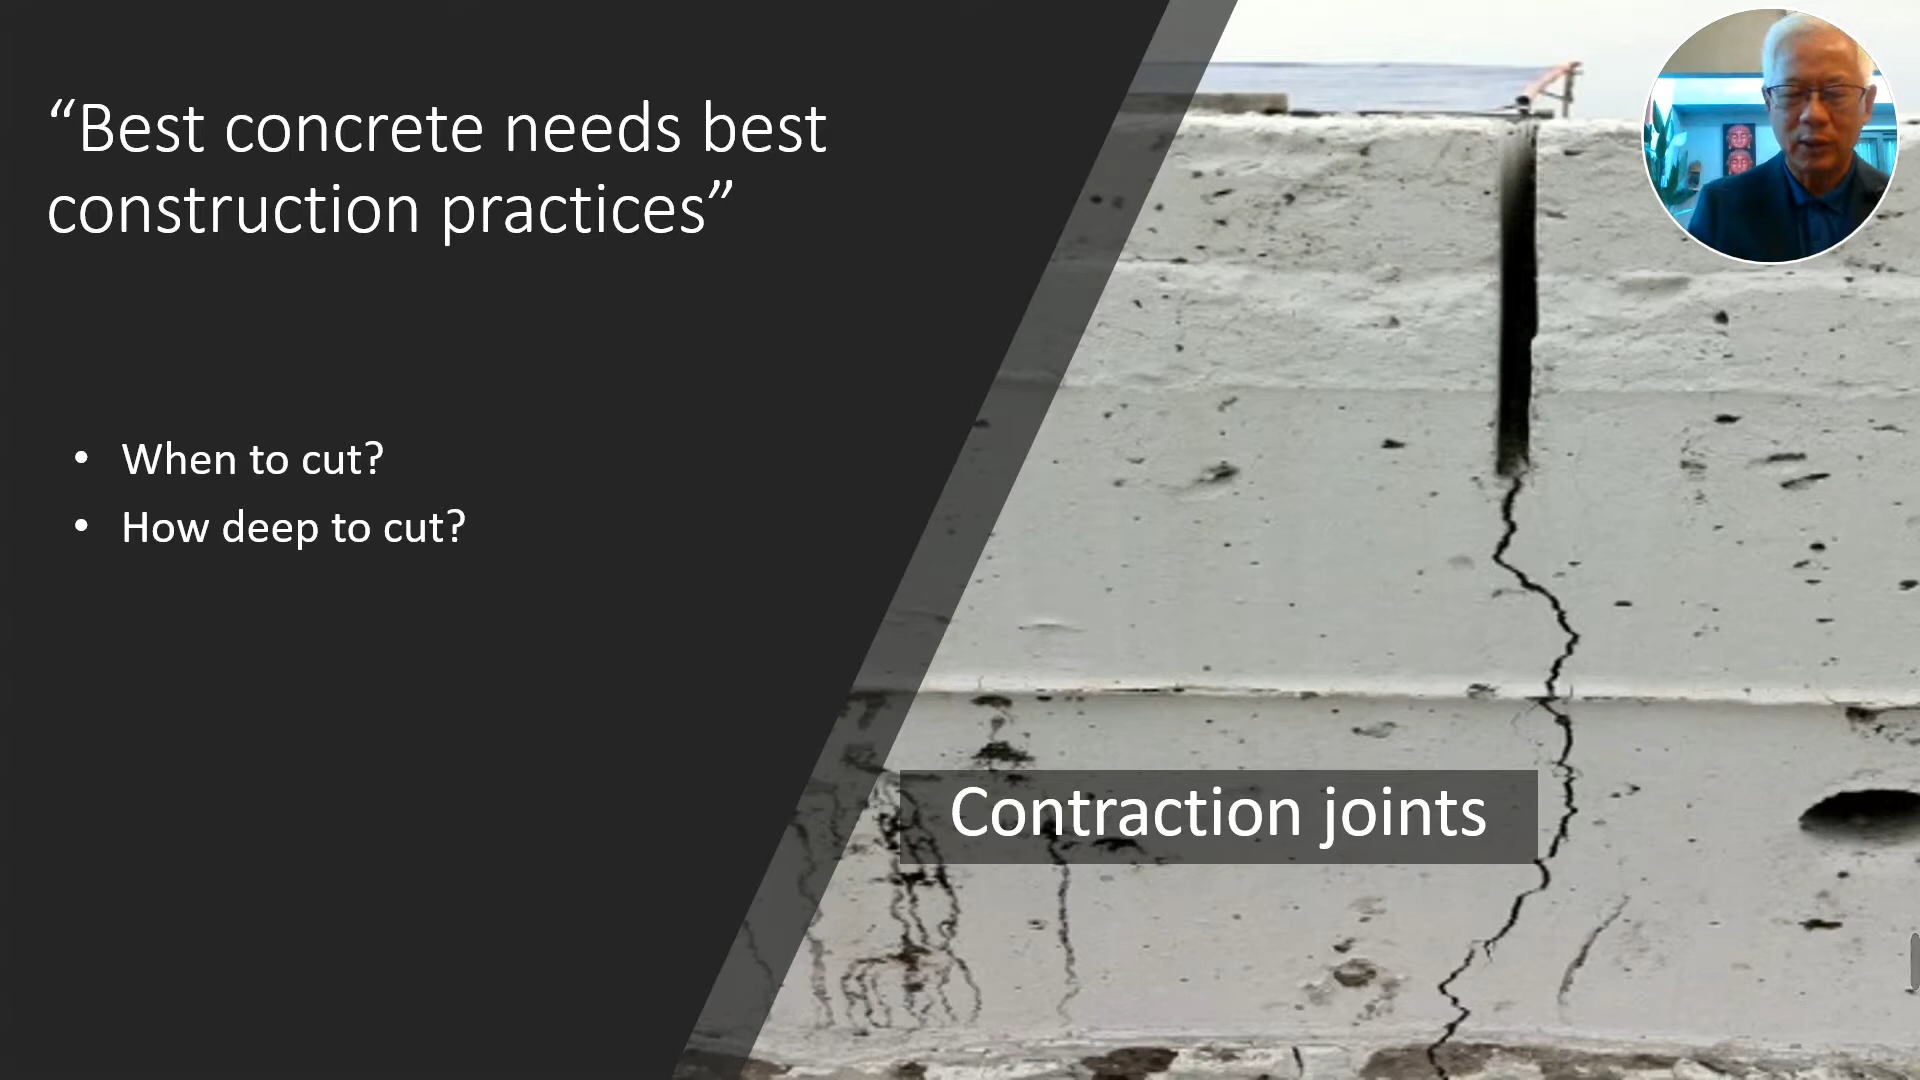 “Best concrete needs best
construction practices”
• When to cut?
• How deep to cut?
Contraction joints